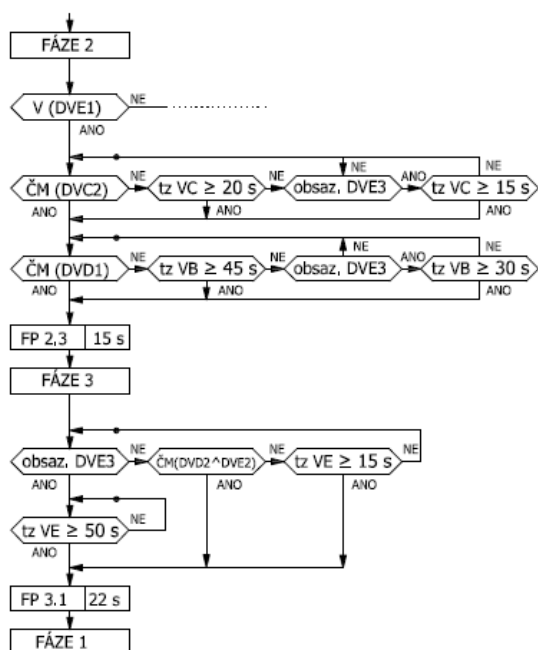 FÁZE 2
V (DVE1) NE
ANO
NE NE NE ANO NE
ČM (DVC2) tz VC ≥ 20 s obsaz. DVE3 tz VC ≥ 15 s
ANO ANO ANO
NE NE NE ANO NE
ČM (DVD1) tz VB ≥ 45 s obsaz. DVE3 tz VB ≥ 30 s
ANO ANO ANO
FP 2.3 15 s
FÁZE 3
NE NE NE
obsaz. DVE3 ČM(DVD2^DVE2) tz VE ≥ 15 s
ANO ANO ANO
tz VE ≥ 50 s NE
ANO
FP 3.1 22 s
FÁZE 1